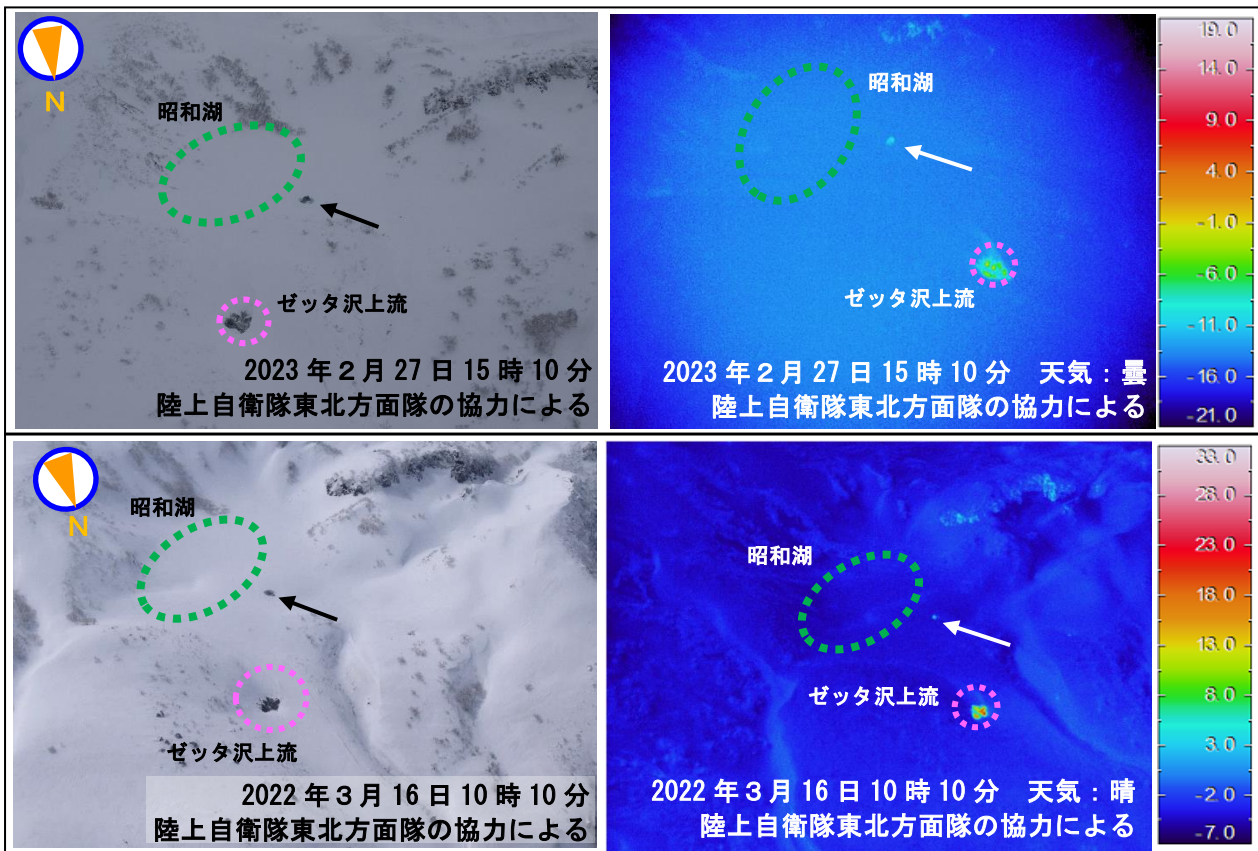 N
昭和湖
ゼッタ沢上流
2023年2月27日15時10分
陸上自衛隊東北方面隊の協力による
昭和湖
ゼッタ沢上流
2023年2月27日15時10分 天気：曇
陸上自衛隊東北方面隊の協力による
19.0
14.0
9.0
4.0
-1.0
-6.0
-11.0
-16.0
-21.0
N
昭和湖
ゼッタ沢上流
2022年3月16日10時10分
陸上自衛隊東北方面隊の協力による
昭和湖
ゼッタ沢上流
2022年3月16日10時10分 天気：晴
陸上自衛隊東北方面隊の協力による
33.0
28.0
23.0
18.0
13.0
8.0
3.0
-2.0
-7.0